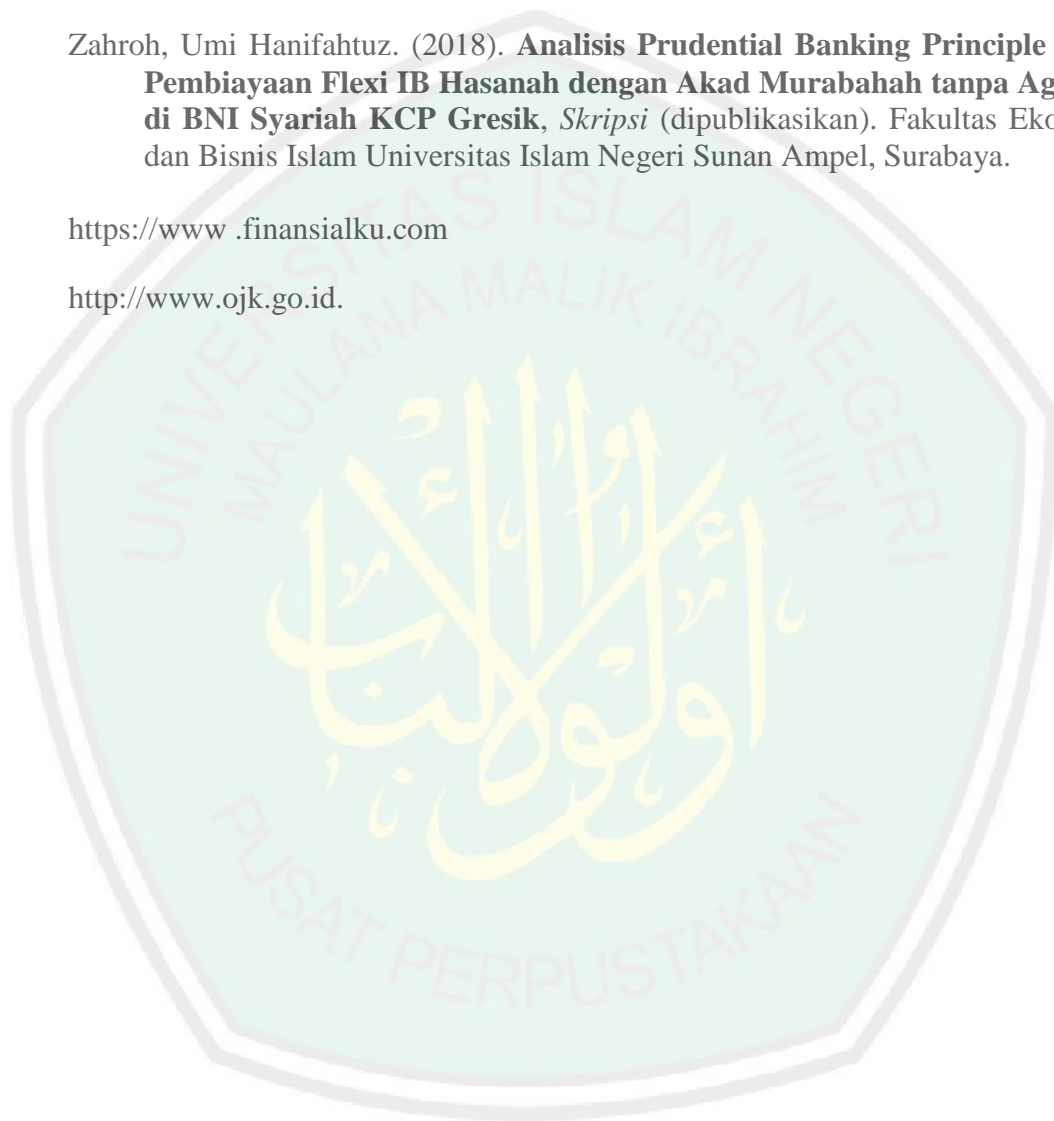 Zahroh, Umi Hanifahtuz. (2018). Analisis Prudential Banking Principle
Pembiayaan Flexi IB Hasanah dengan Akad Murabahah tanpa
di BNI Syariah KCP Gresik, Skripsi (dipublikasikan). Fakultas
dan Bisnis Islam Universitas Islam Negeri Sunan Ampel, Surabaya.
https://www .finansialku.com
http://www.ojk.go.id.
UNIVERSITAS ISLAM NEGERI
MAULANA MALIK IBRAHIM
أولوا الألباب
PUSAT PERPUSTAKAAN